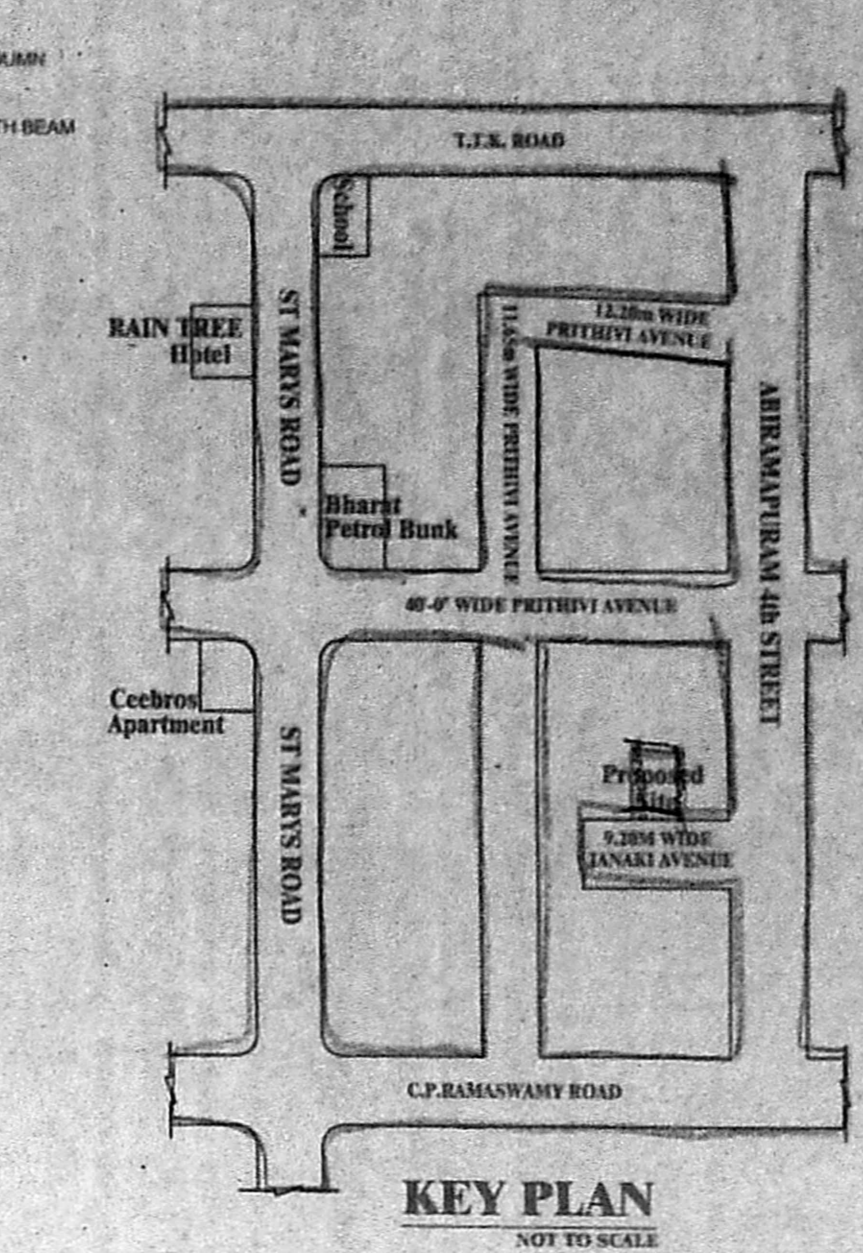 TH BEAM
T.T.K. ROAD
School
RAIN TREE
Hotel
ST MARYS ROAD
12.20m WIDE
PRITHIVI AVENUE
11.65m WIDE PRITHIVI AVENUE
ABIRAMAPURAM 4th STREET
Bharat
Petrol Bunk
40'-0" WIDE PRITHIVI AVENUE
Ceebros
Apartment
ST MARYS ROAD
Proposed
Site
9.20M WIDE
JANAKI AVENUE
C.P.RAMASWAMY ROAD
KEY PLAN
NOT TO SCALE